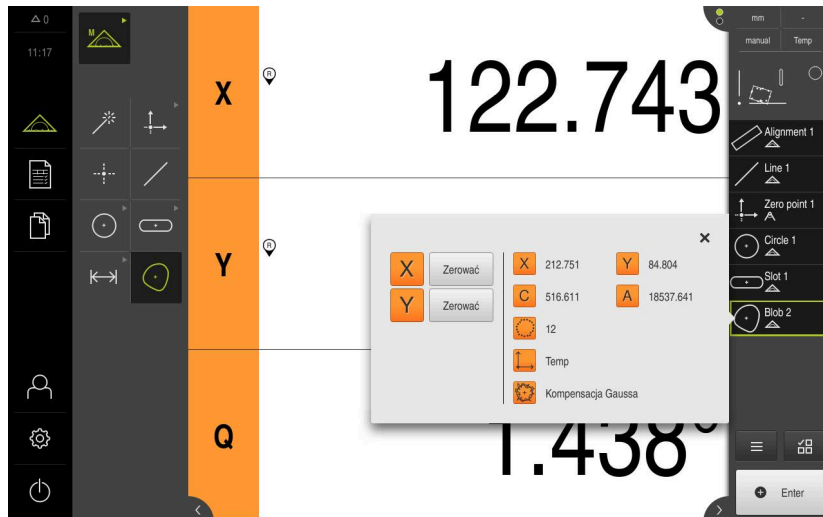 0
11:17
M
X
R
122.743
Y
R
Q
1.438°
X Zerować
Y Zerować
X 212.751 Y 84.804
C 516.611 A 18537.641
12
Temp
Kompensacja Gaussa
mm -
manual Temp
Alignment 1
Line 1
Zero point 1
Circle 1
Slot 1
Blob 2
Enter